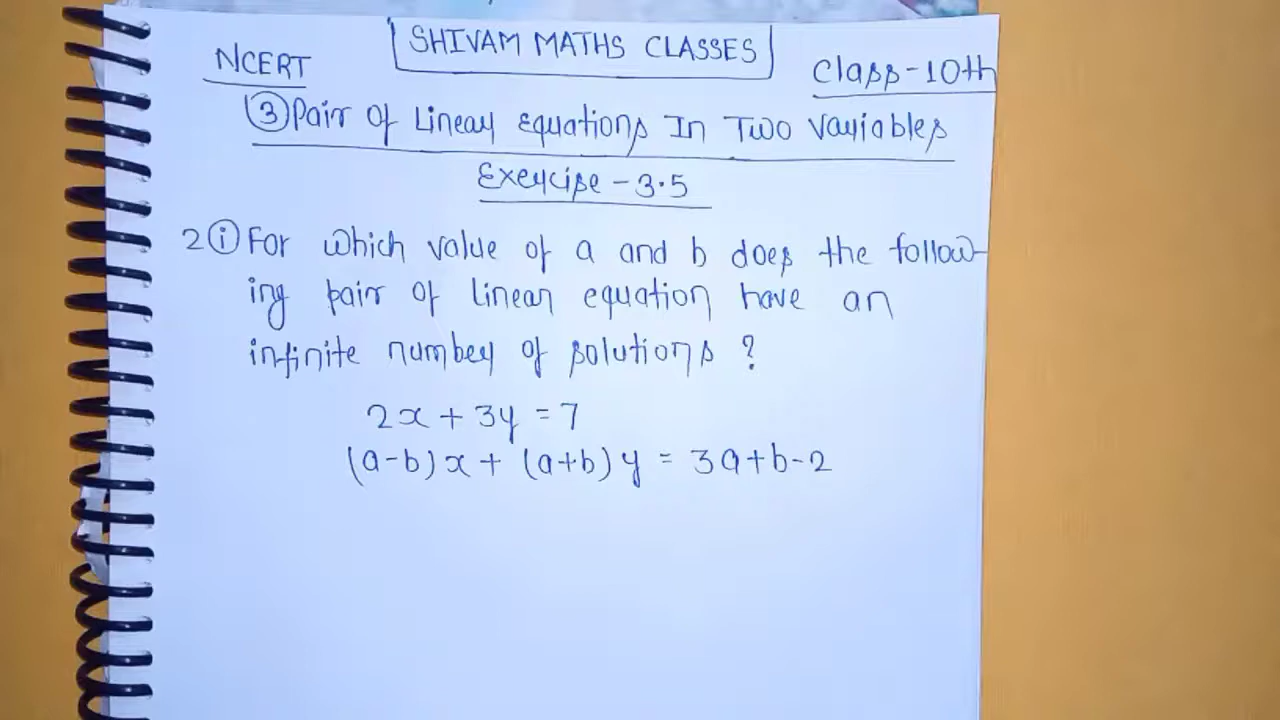 SHIVAM MATHS CLASSES
NCERT
Class-10th
③ Pair Of Linear Equations In Two Variables
Exercise - 3.5
2 ⓘ For which value of a and b does the follow-
ing pair of linear equation have an
infinite number of solutions ?
2x + 3y = 7
(a-b)x + (a+b)y = 3a+b-2